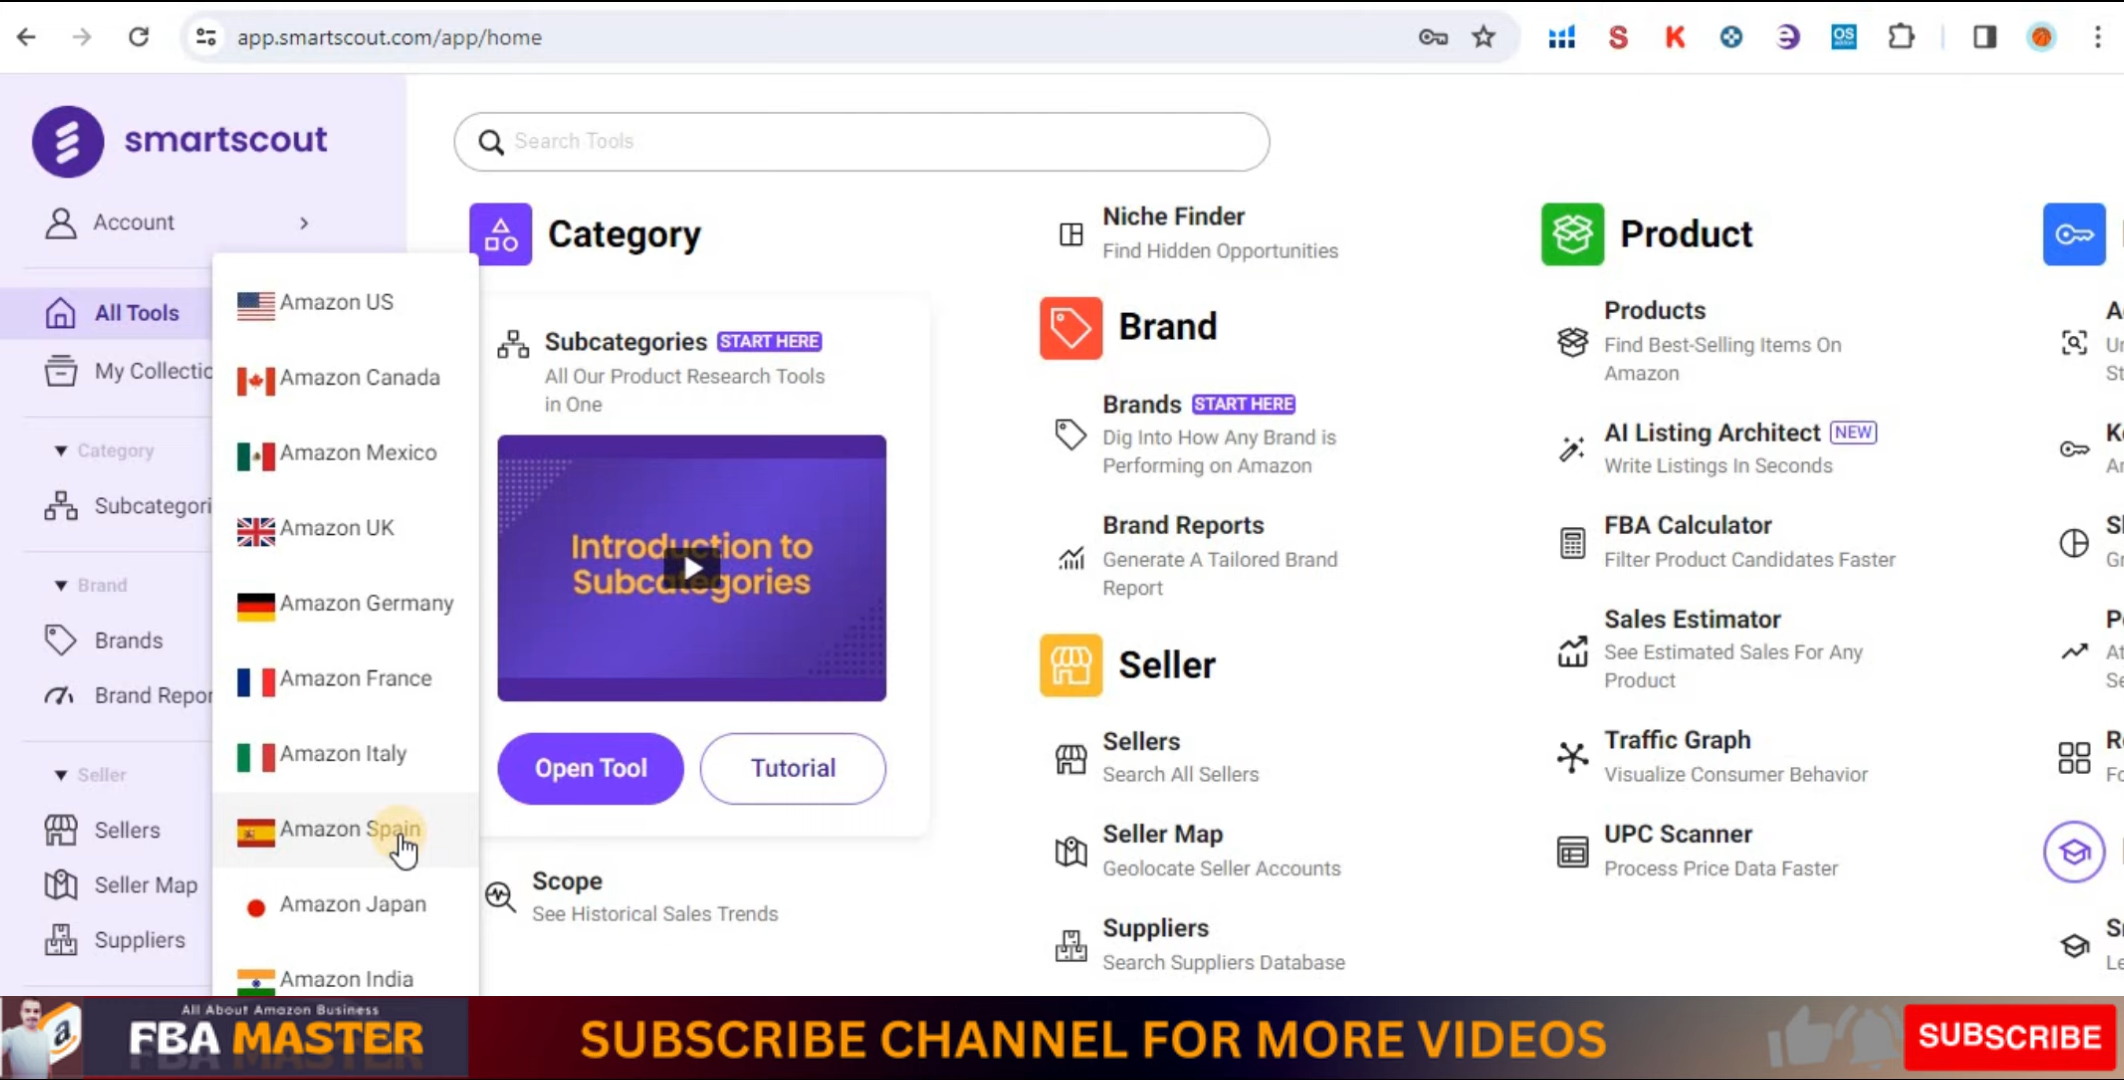 app.smartscout.com/app/home
smartscout
Search Tools
Account
All Tools
My Collectio
Category
Subcategori
Brand
Brands
Brand Repor
Seller
Sellers
Seller Map
Suppliers
Amazon US
Amazon Canada
Amazon Mexico
Amazon UK
Amazon Germany
Amazon France
Amazon Italy
Amazon Spain
Amazon Japan
Amazon India
Category
Subcategories START HERE
All Our Product Research Tools
in One
Introduction to
Subcategories
Open Tool
Tutorial
Scope
See Historical Sales Trends
Niche Finder
Find Hidden Opportunities
Brand
Brands START HERE
Dig Into How Any Brand is
Performing on Amazon
Brand Reports
Generate A Tailored Brand
Report
Seller
Sellers
Search All Sellers
Seller Map
Geolocate Seller Accounts
Suppliers
Search Suppliers Database
Product
Products
Find Best-Selling Items On
Amazon
AI Listing Architect NEW
Write Listings In Seconds
FBA Calculator
Filter Product Candidates Faster
Sales Estimator
See Estimated Sales For Any
Product
Traffic Graph
Visualize Consumer Behavior
UPC Scanner
Process Price Data Faster
All About Amazon Business
FBA MASTER
SUBSCRIBE CHANNEL FOR MORE VIDEOS
SUBSCRIBE